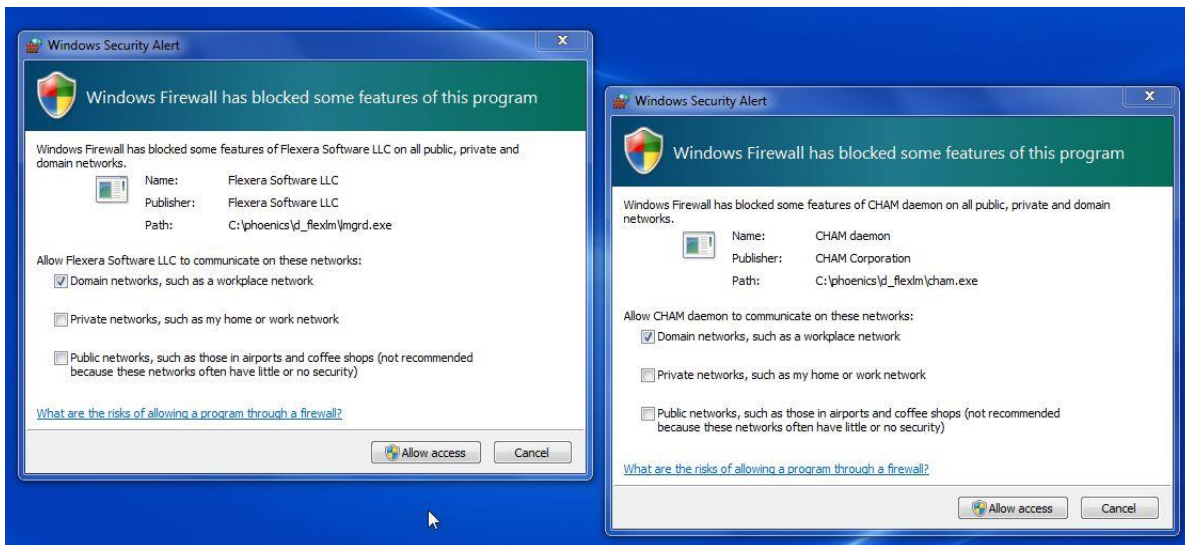 Windows Security Alert
X
Windows Firewall has blocked some features of this program
Windows Firewall has blocked some features of Flexera Software LLC on all public, private and
domain networks.
Name: Flexera Software LLC
Publisher: Flexera Software LLC
Path: C:\phoenics\d_flexlm\lmgrd.exe
Allow Flexera Software LLC to communicate on these networks:
Domain networks, such as a workplace network
Private networks, such as my home or work network
Public networks, such as those in airports and coffee shops (not recommended
because these networks often have little or no security)
What are the risks of allowing a program through a firewall?
Allow access Cancel
Windows Security Alert
X
Windows Firewall has blocked some features of this program
Windows Firewall has blocked some features of CHAM daemon on all public, private and domain
networks.
Name: CHAM daemon
Publisher: CHAM Corporation
Path: C:\phoenics\d_flexlm\cham.exe
Allow CHAM daemon to communicate on these networks:
Domain networks, such as a workplace network
Private networks, such as my home or work network
Public networks, such as those in airports and coffee shops (not recommended
because these networks often have little or no security)
What are the risks of allowing a program through a firewall?
Allow access Cancel